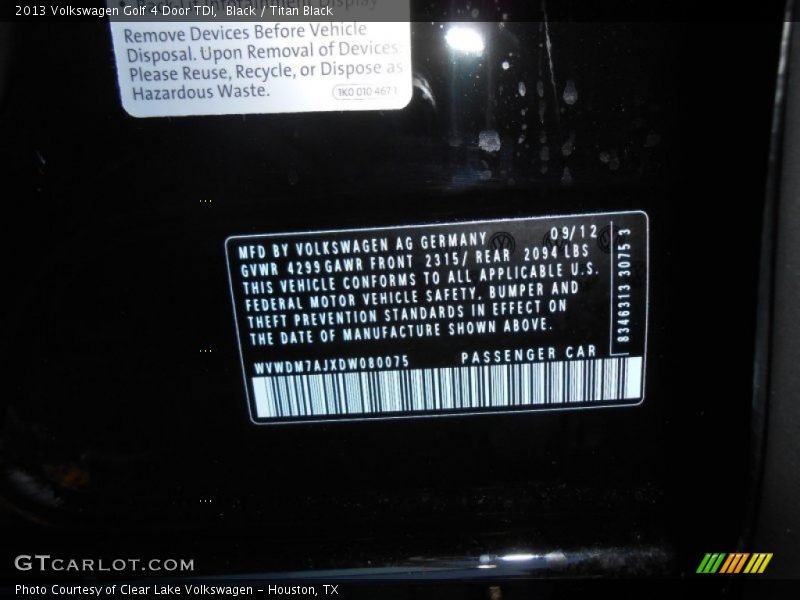 2013 Volkswagen Golf 4 Door TDI, Black / Titan Black
Remove Devices Before Vehicle
Disposal. Upon Removal of Devices
Please Reuse, Recycle, or Dispose as
Hazardous Waste.
1K0 010 467 I
MFD BY VOLKSWAGEN AG GERMANY 09/12
GVWR 4299 GAWR FRONT 2315/ REAR 2094 LBS
THIS VEHICLE CONFORMS TO ALL APPLICABLE U.S.
FEDERAL MOTOR VEHICLE SAFETY, BUMPER AND
THEFT PREVENTION STANDARDS IN EFFECT ON
THE DATE OF MANUFACTURE SHOWN ABOVE.
8346313 3075 3
WVWDM7AJXDW080075 PASSENGER CAR
GTCARLOT.COM
Photo Courtesy of Clear Lake Volkswagen - Houston, TX